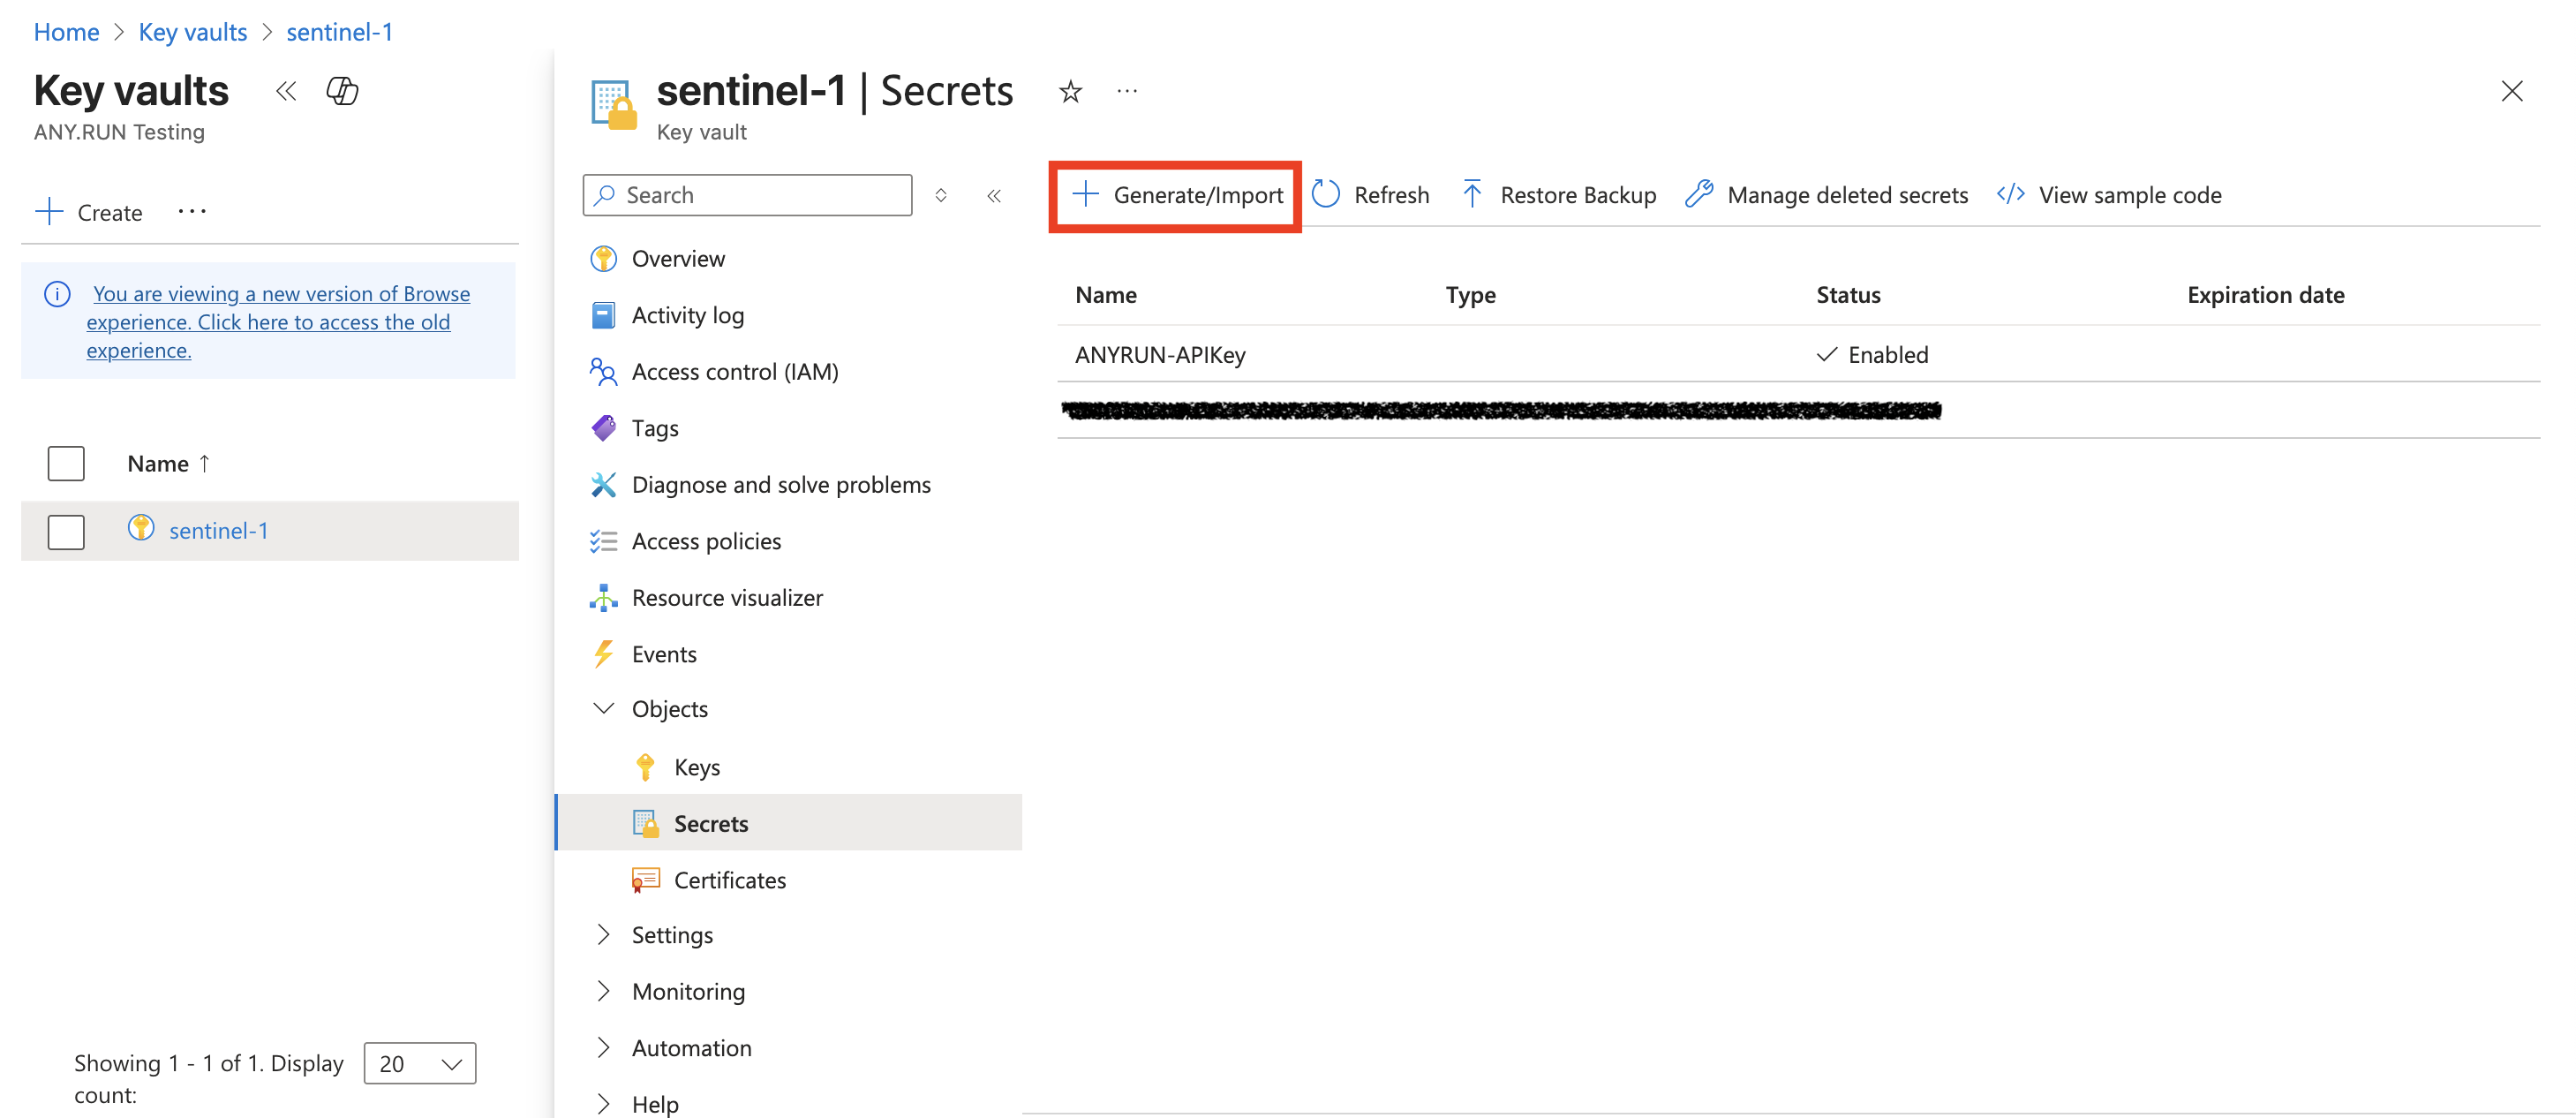 Home > Key vaults > sentinel-1
Key vaults
ANY.RUN Testing
Create
You are viewing a new version of Browse
experience. Click here to access the old
experience.
Name ↑
sentinel-1
Showing 1 - 1 of 1. Display
count:
20
sentinel-1 | Secrets
Key vault
Search
Overview
Activity log
Access control (IAM)
Tags
Diagnose and solve problems
Access policies
Resource visualizer
Events
Objects
Keys
Secrets
Certificates
Settings
Monitoring
Automation
Help
Generate/Import Refresh Restore Backup Manage deleted secrets View sample code
Name Type Status Expiration date
ANYRUN-APIKey Enabled